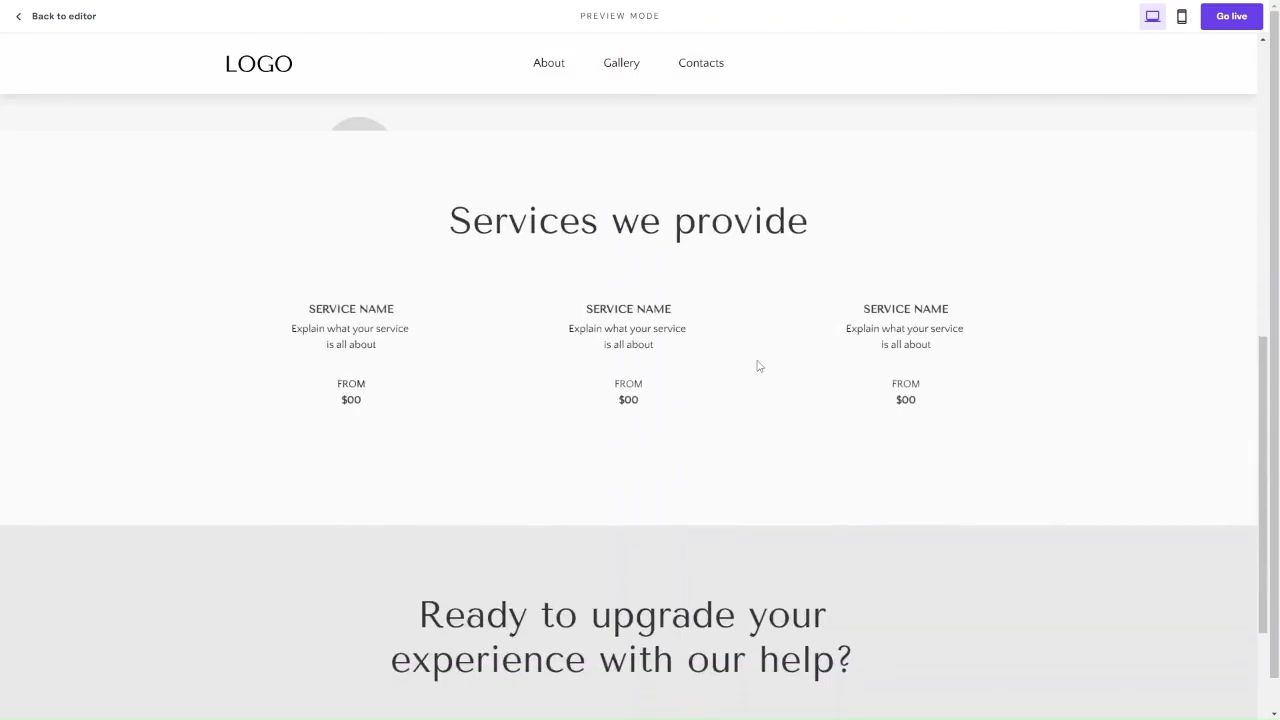 Back to editor
PREVIEW MODE
Go live
LOGO
About
Gallery
Contacts
Services we provide
SERVICE NAME
Explain what your service
is all about
FROM
$00
SERVICE NAME
Explain what your service
is all about
FROM
$00
SERVICE NAME
Explain what your service
is all about
FROM
$00
Ready to upgrade your
experience with our help?